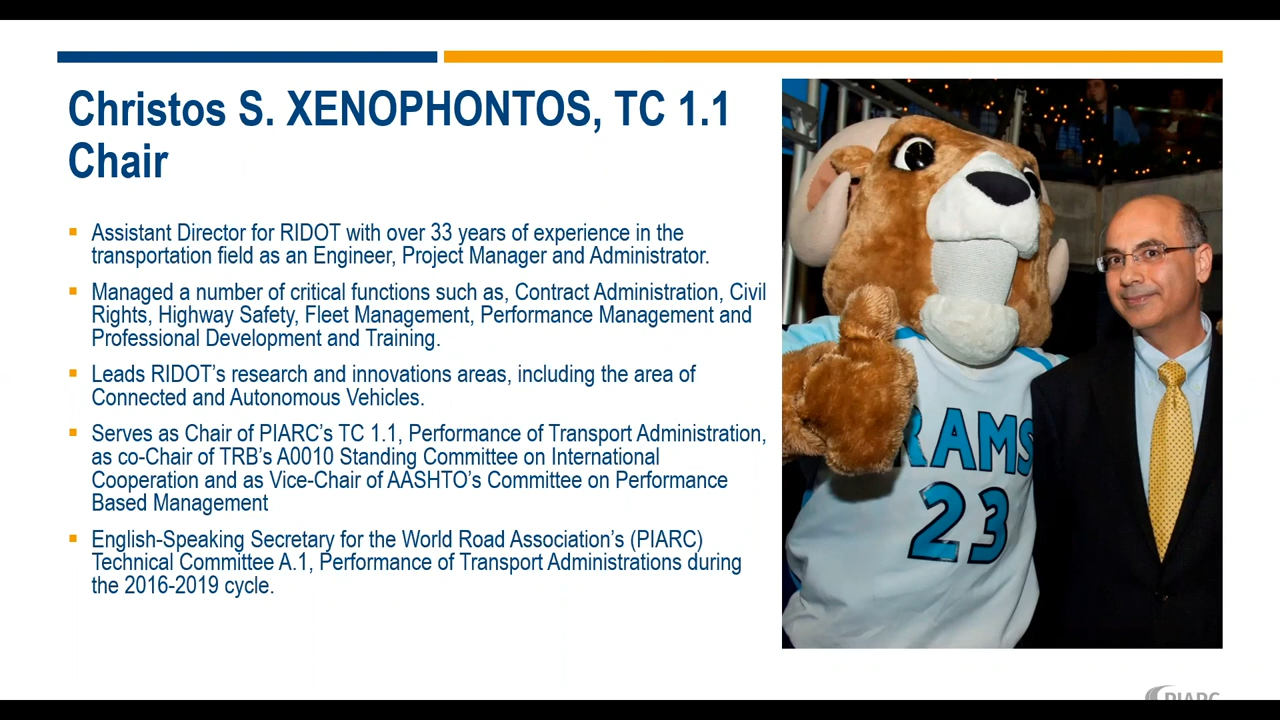 Christos S. XENOPHONTOS, TC 1.1
Chair
Assistant Director for RIDOT with over 33 years of experience in the
transportation field as an Engineer, Project Manager and Administrator.
Managed a number of critical functions such as, Contract Administration, Civil
Rights, Highway Safety, Fleet Management, Performance Management and
Professional Development and Training.
Leads RIDOT’s research and innovations areas, including the area of
Connected and Autonomous Vehicles.
Serves as Chair of PIARC’s TC 1.1, Performance of Transport Administration,
as co-Chair of TRB’s A0010 Standing Committee on International
Cooperation and as Vice-Chair of AASHTO’s Committee on Performance
Based Management
English-Speaking Secretary for the World Road Association’s (PIARC)
Technical Committee A.1, Performance of Transport Administrations during
the 2016-2019 cycle.
RAMS
23
PIARC